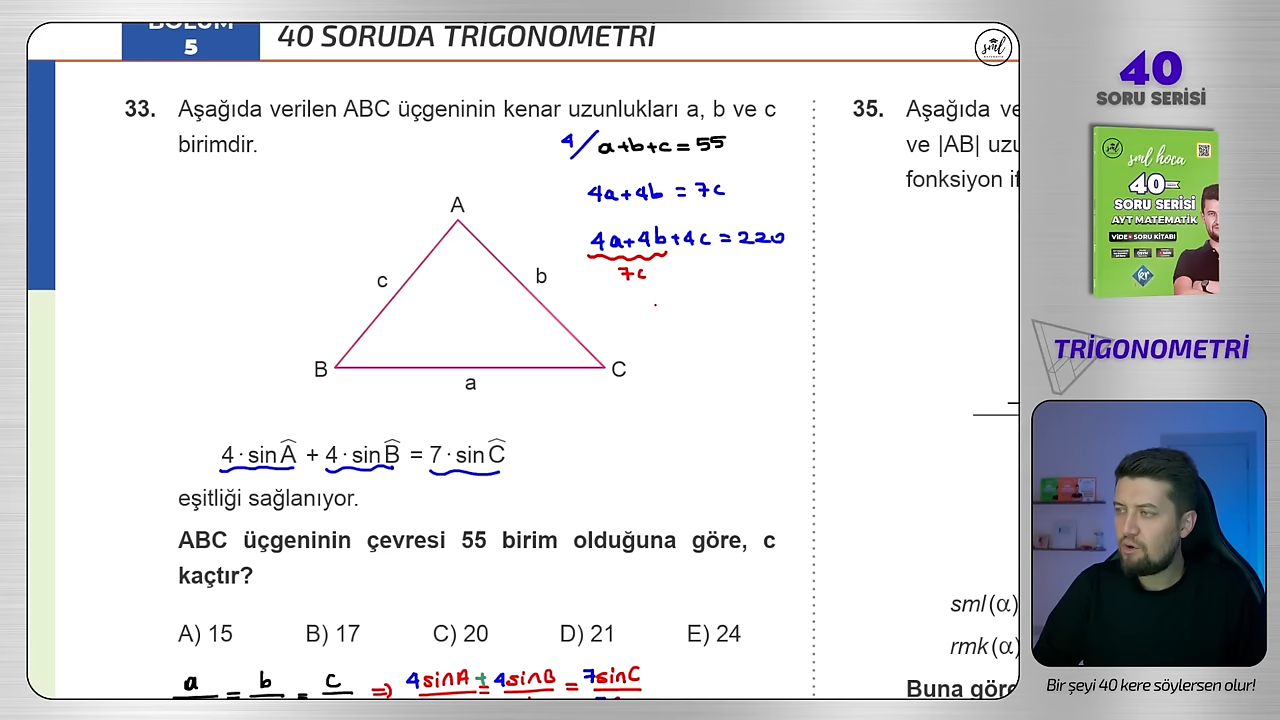 BÖLÜM
5
40 SORUDA TRİGONOMETRİ
sml
33. Aşağıda verilen ABC üçgeninin kenar uzunlukları a, b ve c
birimdir.
4/ a+b+c = 55
4a+4b = 7c
4a+4b+4c = 220
7c
A
c
b
B
C
a
4·sin Â + 4·sin B̂ = 7·sin Ĉ
eşitliği sağlanıyor.
ABC üçgeninin çevresi 55 birim olduğuna göre, c
kaçtır?
A) 15 B) 17 C) 20 D) 21 E) 24
a = b = c ⇒ 4sinA + 4sinB = 7sinC
35. Aşağıda ve
ve |AB| uzu
fonksiyon if
sml(α)
rmk(α)
Buna göre
40
SORU SERİSİ
sml hoca
40
SORU SERİSİ
AYT MATEMATİK
VİDEO SORU KİTABI
TRİGONOMETRİ
Bir şeyi 40 kere söylersen olur!